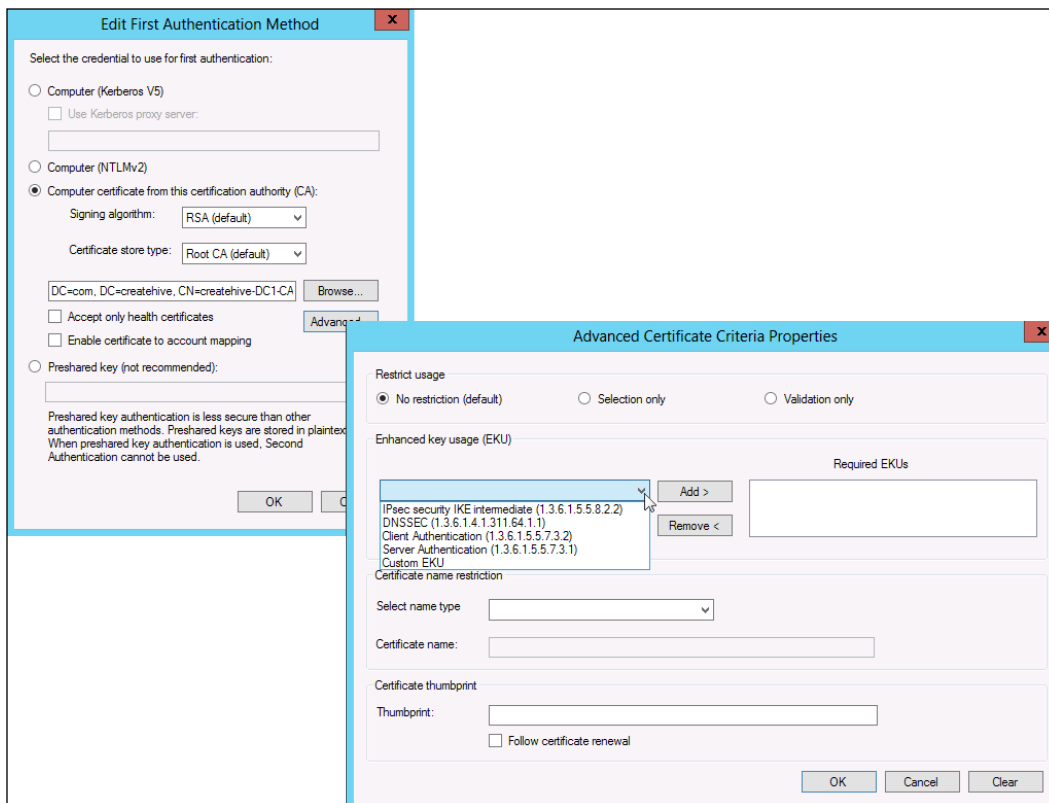 Edit First Authentication Method
x
Select the credential to use for first authentication:
Computer (Kerberos V5)
Use Kerberos proxy server:
Computer (NTLMv2)
Computer certificate from this certification authority (CA):
Signing algorithm: RSA (default)
Certificate store type: Root CA (default)
DC=com, DC=createhive, CN=createhive-DC1-CA Browse...
Accept only health certificates
Advanced...
Enable certificate to account mapping
Preshared key (not recommended):
Preshared key authentication is less secure than other
authentication methods. Preshared keys are stored in plaintex
When preshared key authentication is used, Second
Authentication cannot be used.
OK C
Advanced Certificate Criteria Properties
x
Restrict usage
No restriction (default) Selection only Validation only
Enhanced key usage (EKU)
Required EKUs
Add >
IPsec security IKE intermediate (1.3.6.1.5.5.8.2.2)
DNSSEC (1.3.6.1.4.1.311.64.1.1)
Remove <
Client Authentication (1.3.6.1.5.5.7.3.2)
Server Authentication (1.3.6.1.5.5.7.3.1)
Custom EKU
Certificate name restriction
Select name type
Certificate name:
Certificate thumbprint
Thumbprint:
Follow certificate renewal
OK Cancel Clear